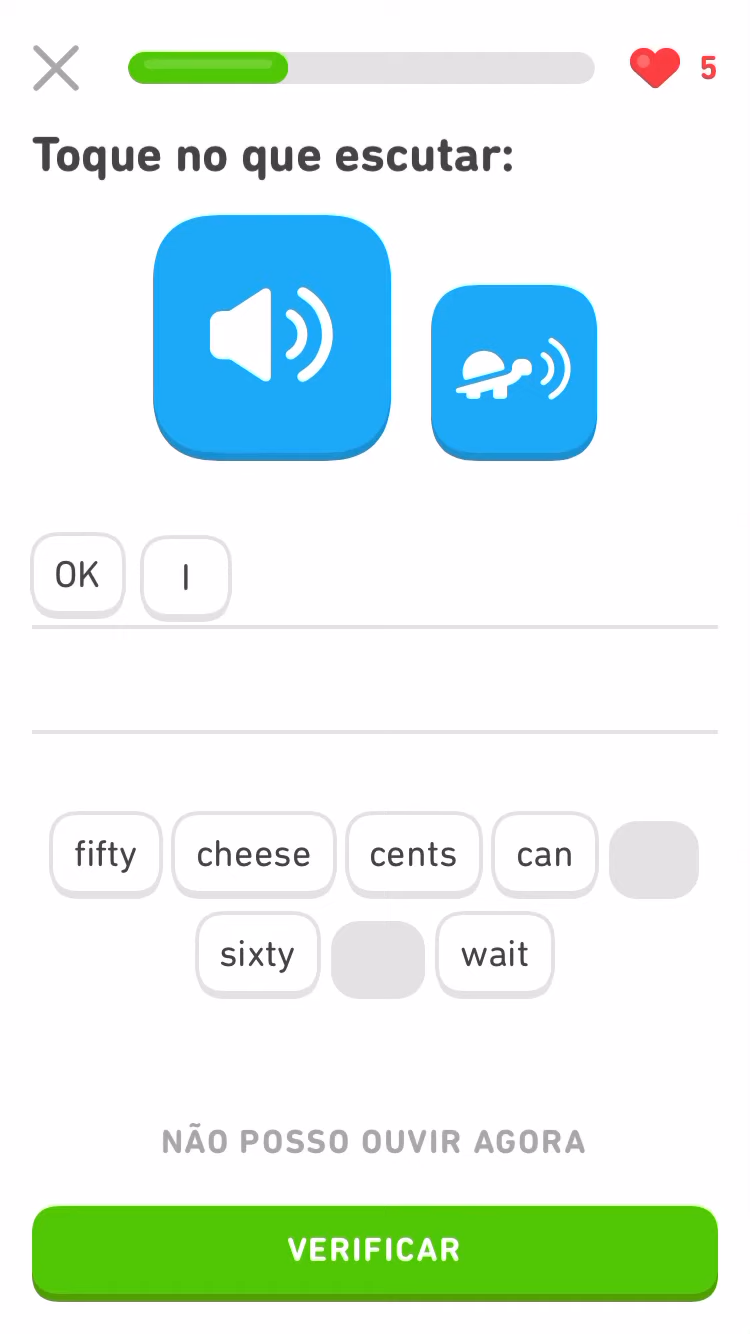 5
Toque no que escutar:
OK I
fifty cheese cents can
sixty wait
NÃO POSSO OUVIR AGORA
VERIFICAR